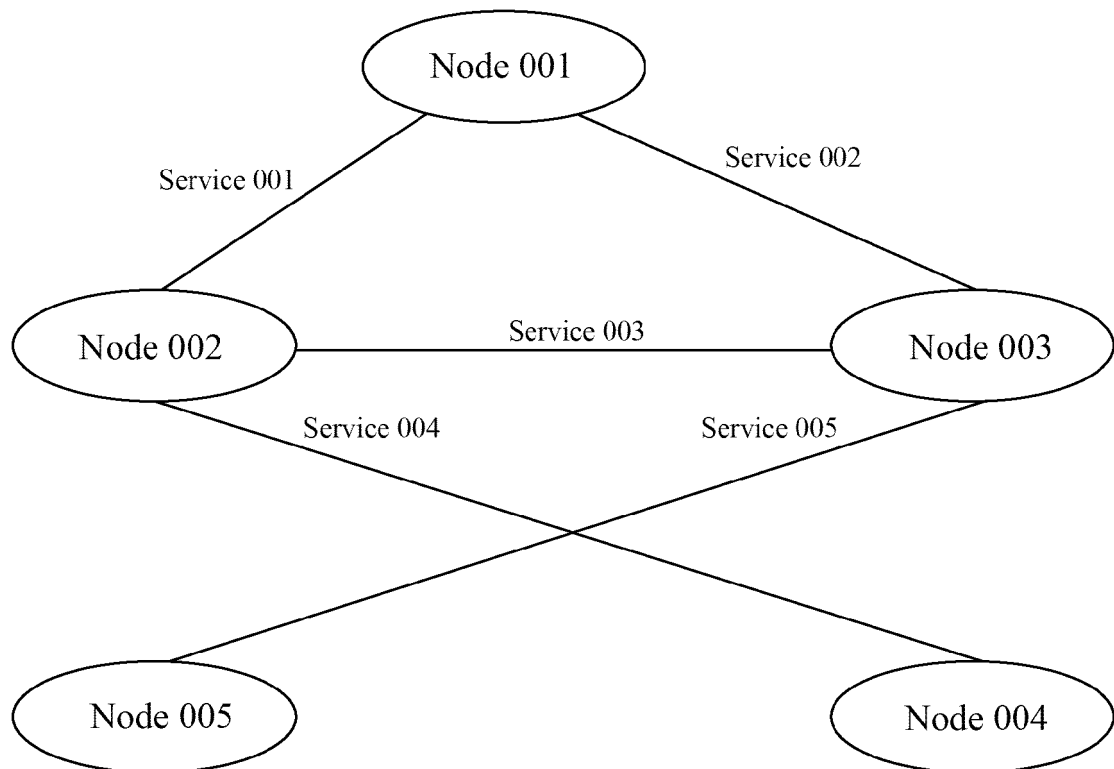 Node 001
Service 001
Service 002
Node 002
Service 003
Node 003
Service 004
Service 005
Node 005
Node 004